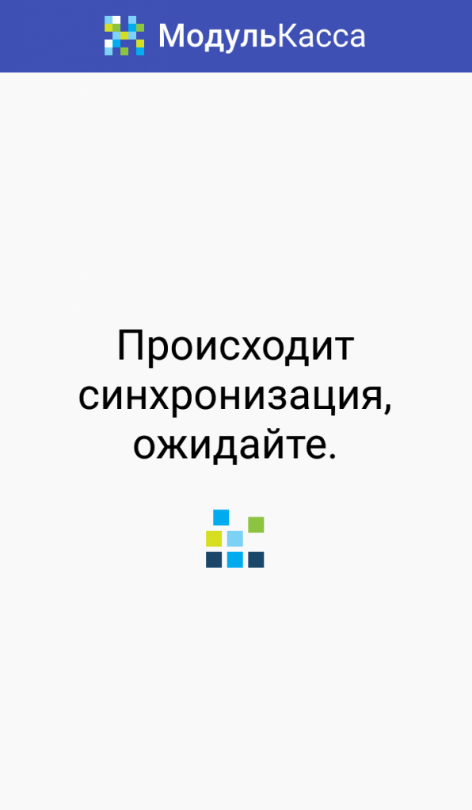 МодульКасса
Происходит
синхронизация,
ожидайте.